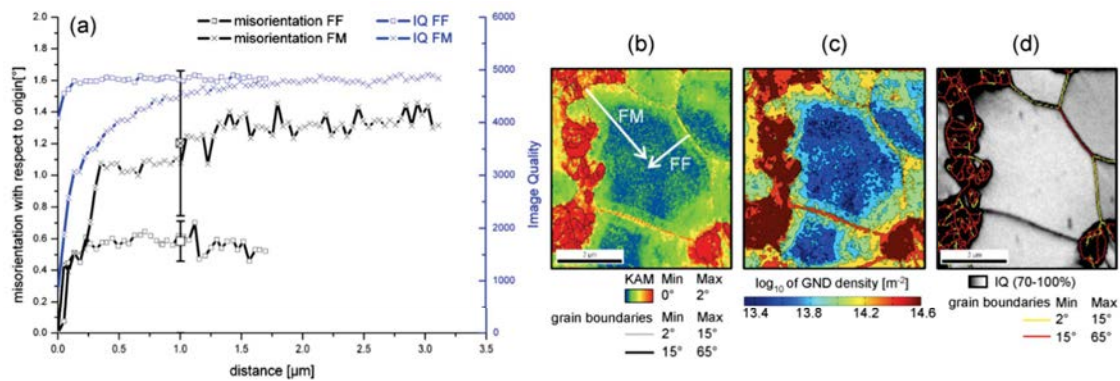 (a)
misorientation FF
misorientation FM
IQ FF
IQ FM
misorientation with respect to origin[°]
2.0
1.8
1.6
1.4
1.2
1.0
0.8
0.6
0.4
0.2
0.0
0.0 0.5 1.0 1.5 2.0 2.5 3.0 3.5
distance [µm]
6000
5000
4000
3000
2000
1000
0
Image Quality
(b)
FM
FF
KAM Min Max
0° 2°
grain boundaries Min Max
2° 15°
15° 65°
(c)
log10 of GND density [m-2]
13.4 13.8 14.2 14.6
(d)
IQ (70-100%)
grain boundaries Min Max
2° 15°
15° 65°